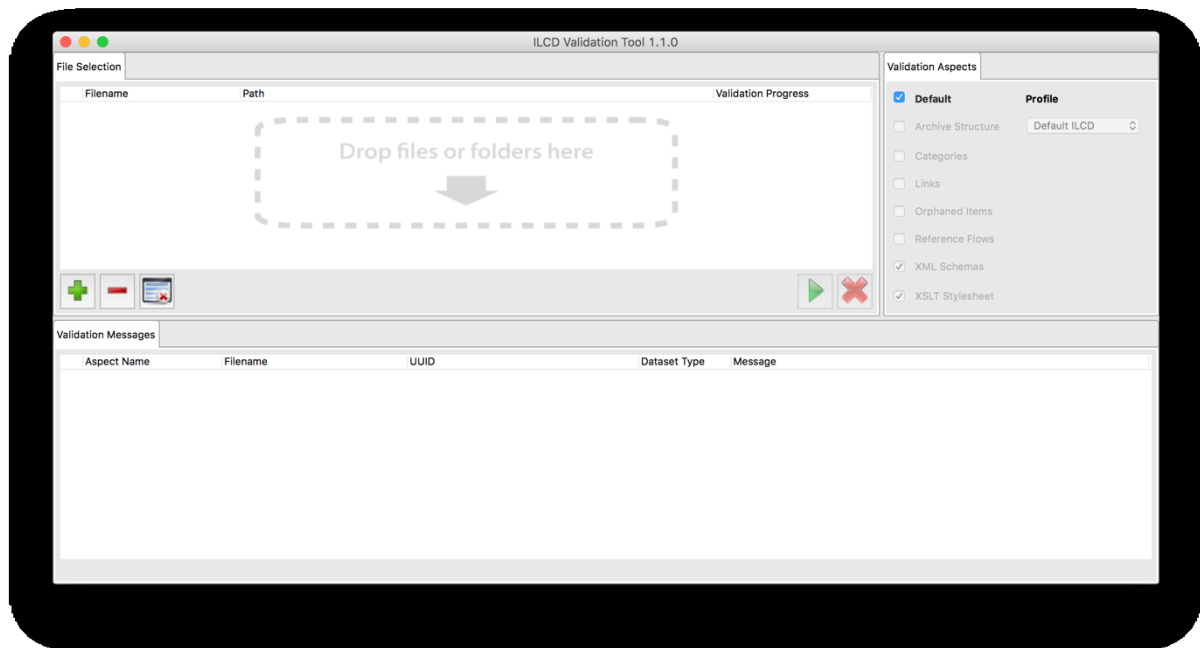 ILCD Validation Tool 1.1.0
File Selection
Filename Path Validation Progress
Drop files or folders here
Validation Aspects
Default Profile
Archive Structure Default ILCD
Categories
Links
Orphaned Items
Reference Flows
XML Schemas
XSLT Stylesheet
Validation Messages
Aspect Name Filename UUID Dataset Type Message